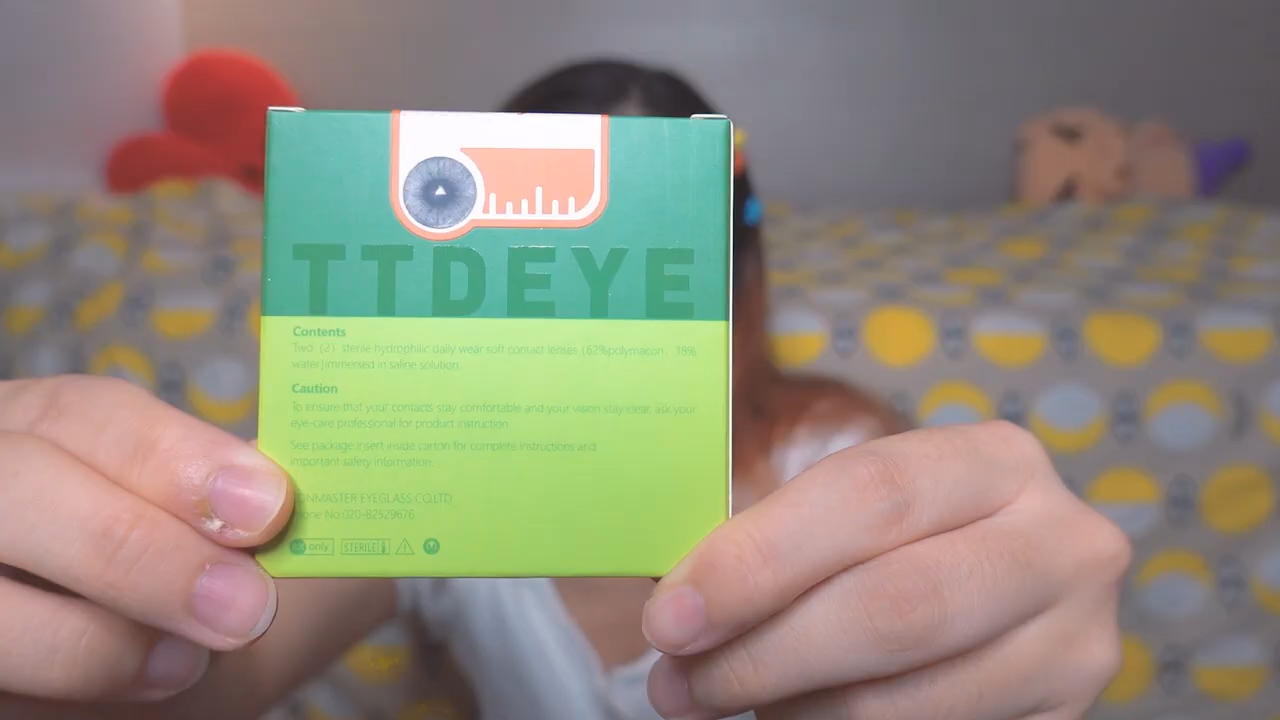 TTDEYE
Contents
Two (2) sterile hydrophilic daily wear soft contact lenses (62%polymacon, 38%
water)immersed in saline solution.
Caution
To ensure that your contacts stay comfortable and your vision stay clear, ask your
eye-care professional for product instruction.
See package insert inside carton for complete instructions and
important safety information.
EYEGLASS CO.LTD
No:020-82529676
only
STERILE